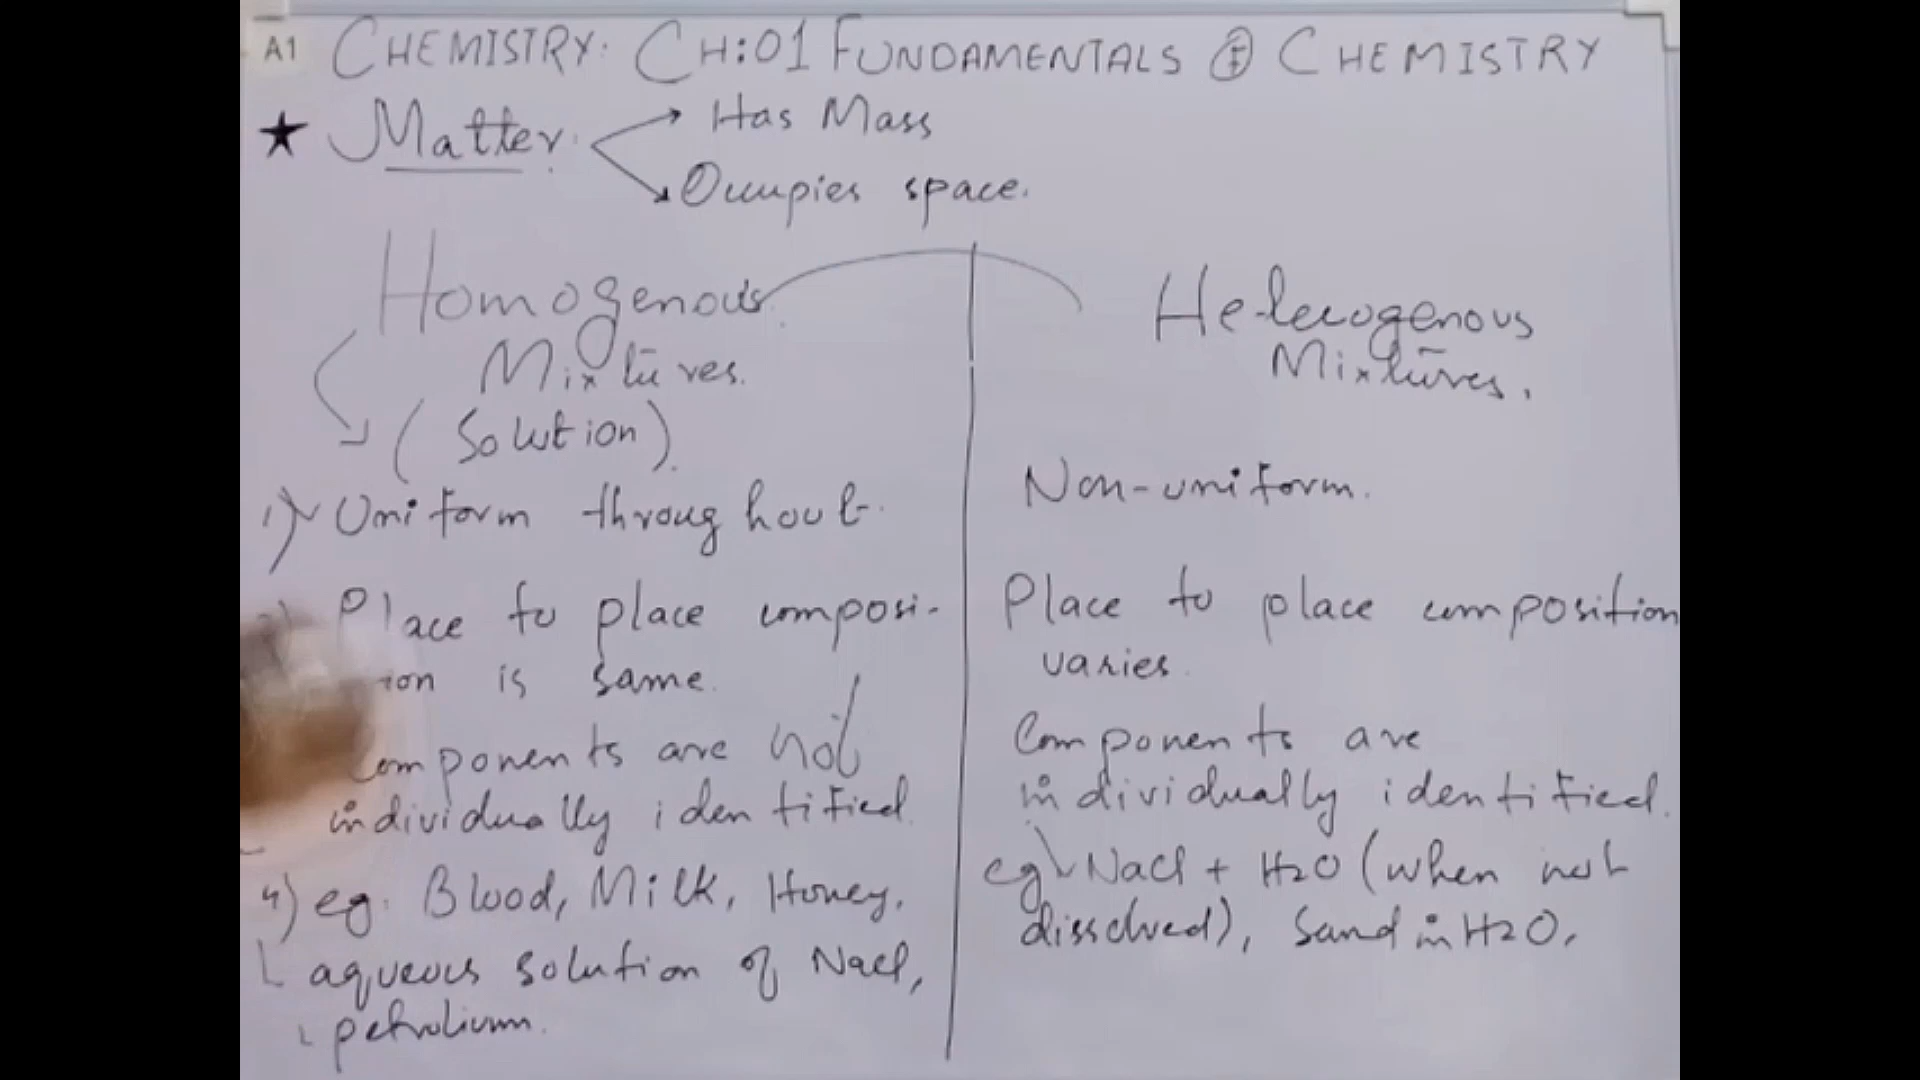 A1 CHEMISTRY: CH:01 FUNDAMENTALS OF CHEMISTRY
★ Matter:
Has Mass
Occupies space.
Homogenous
Mixtures.
(Solution).
1) Uniform throughout.
Place to place composi-
ion is same.
Components are not
individually identified.
4) eg. Blood, Milk, Honey,
aqueous solution of NaCl,
petrolium.
Heterogenous
Mixtures.
Non-uniform.
Place to place composition
varies.
Components are
individually identified.
eg NaCl + H2O (when not
dissolved), Sand in H2O,